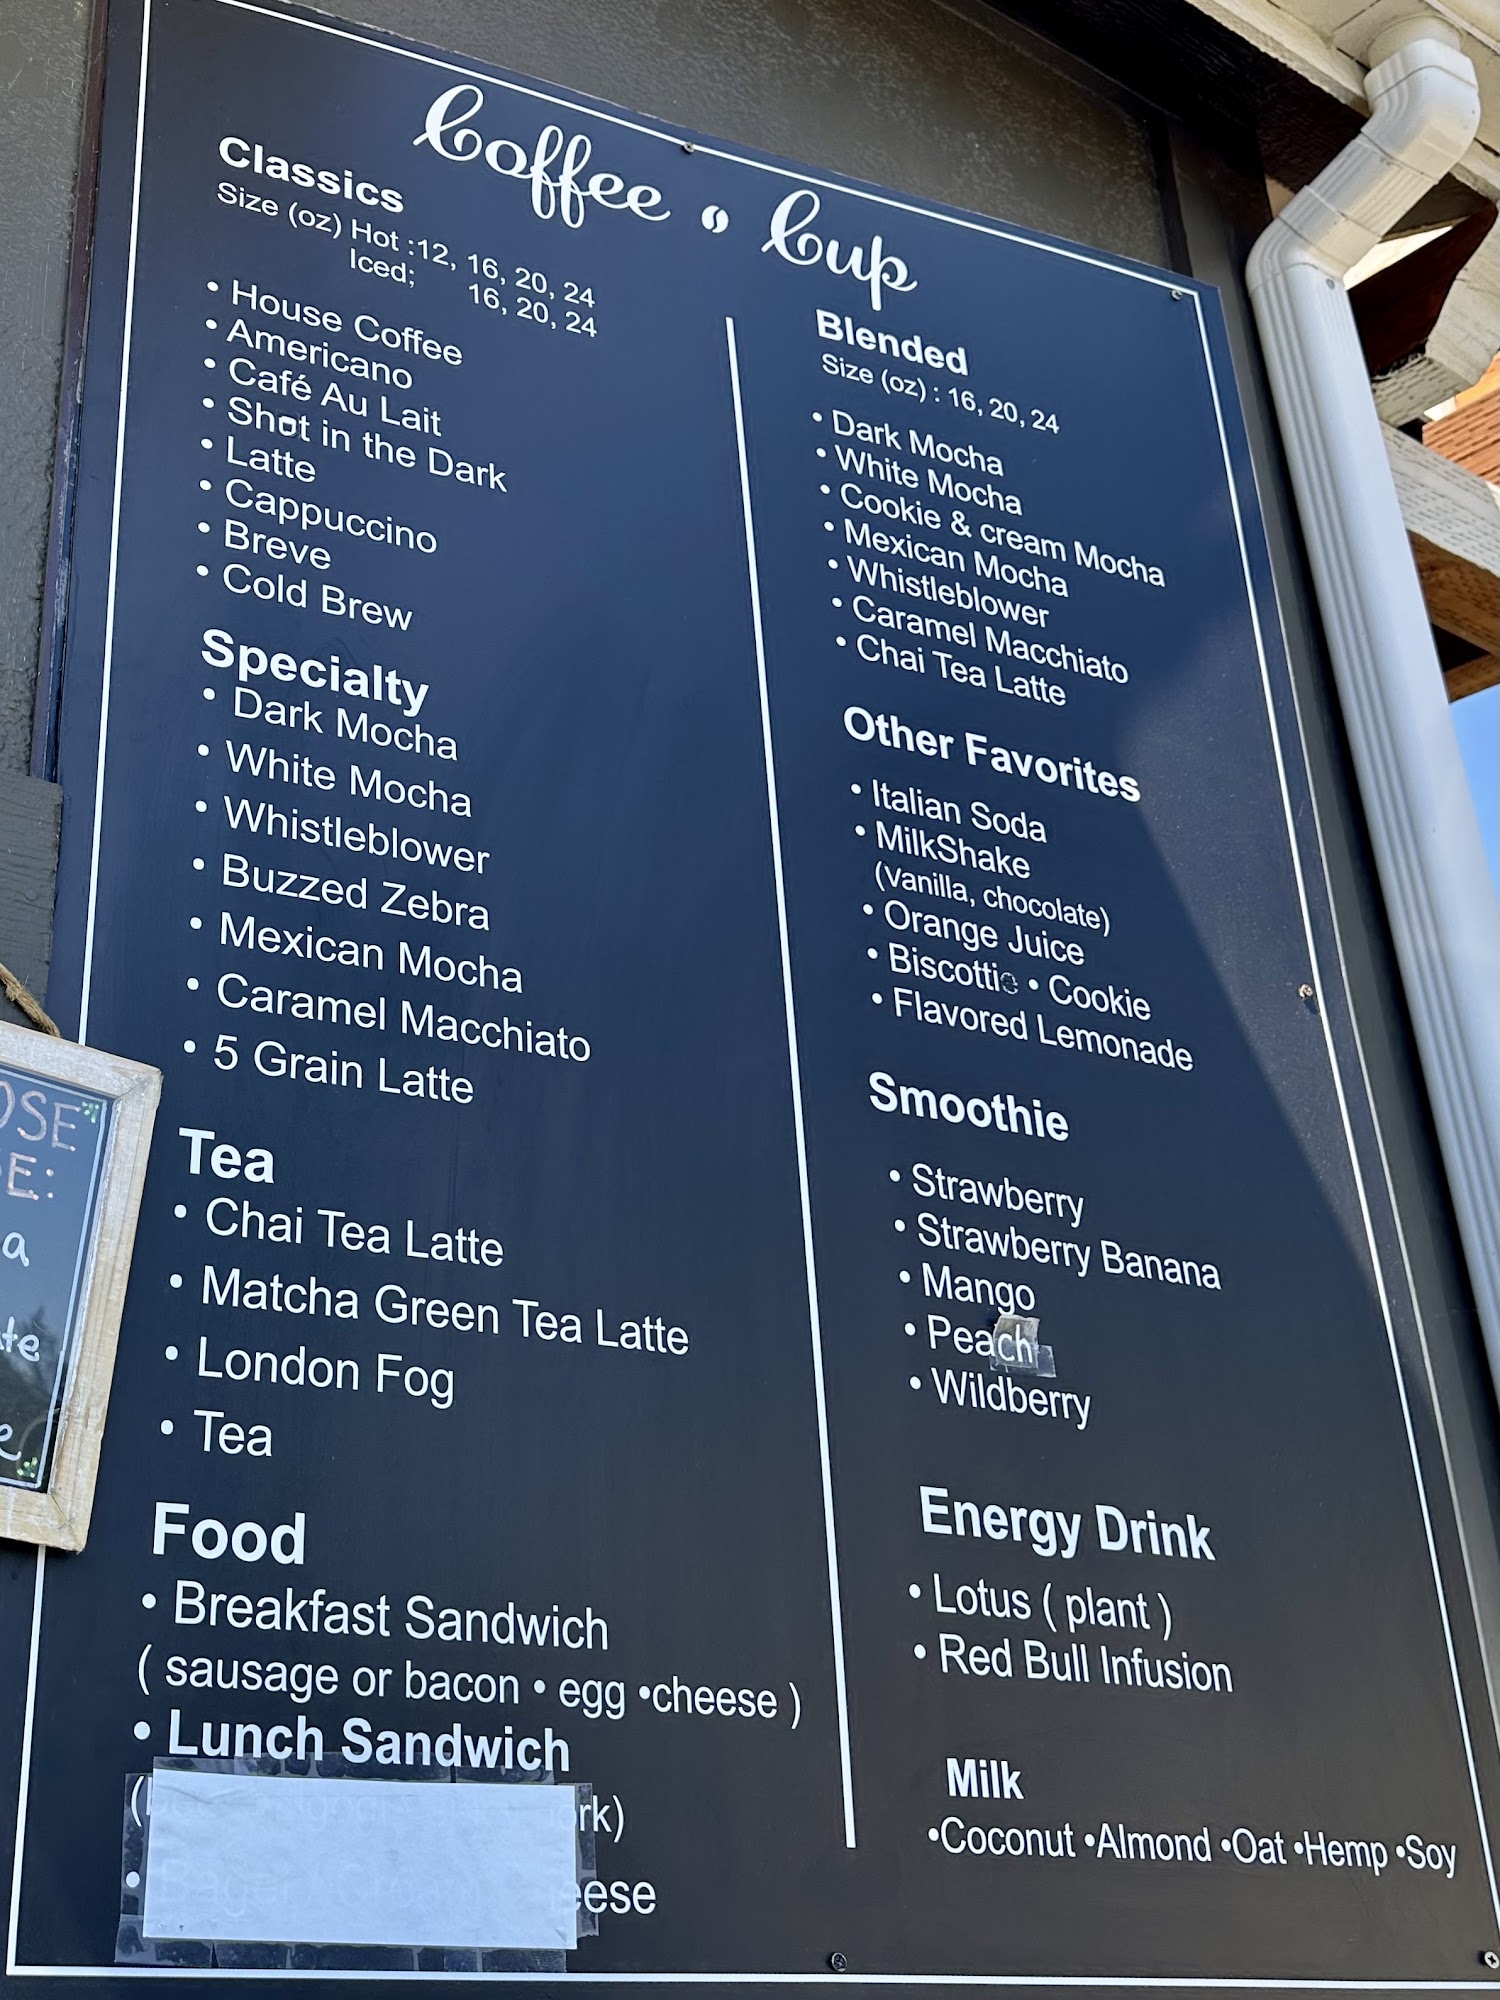 Coffee Cup
Classics
Size (oz) Hot :12, 16, 20, 24
Iced; 16, 20, 24
• House Coffee
• Americano
• Café Au Lait
• Shot in the Dark
• Latte
• Cappuccino
• Breve
• Cold Brew
Specialty
• Dark Mocha
• White Mocha
• Whistleblower
• Buzzed Zebra
• Mexican Mocha
• Caramel Macchiato
• 5 Grain Latte
Tea
• Chai Tea Latte
• Matcha Green Tea Latte
• London Fog
• Tea
Food
• Breakfast Sandwich
( sausage or bacon • egg •cheese )
• Lunch Sandwich
Blended
Size (oz) : 16, 20, 24
• Dark Mocha
• White Mocha
• Cookie & cream Mocha
• Mexican Mocha
• Whistleblower
• Caramel Macchiato
• Chai Tea Latte
Other Favorites
• Italian Soda
• MilkShake
(vanilla, chocolate)
• Orange Juice
• Biscotti • Cookie
• Flavored Lemonade
Smoothie
• Strawberry
• Strawberry Banana
• Mango
• Peach
• Wildberry
Energy Drink
• Lotus ( plant )
• Red Bull Infusion
Milk
•Coconut •Almond •Oat •Hemp •Soy